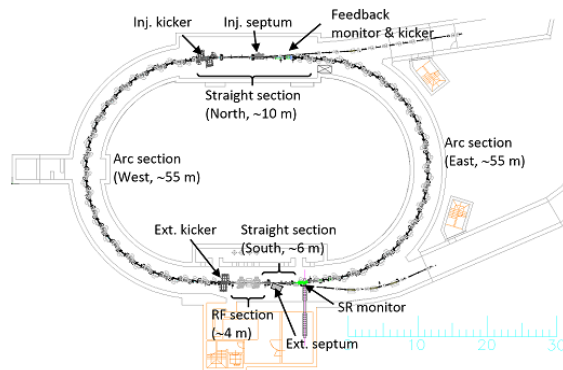 Inj. kicker
Inj. septum
Feedback
monitor & kicker
Straight section
(North, ~10 m)
Arc section
(West, ~55 m)
Arc section
(East, ~55 m)
Ext. kicker
Straight section
(South, ~6 m)
RF section
(~4 m)
Ext. septum
SR monitor
10
20
30